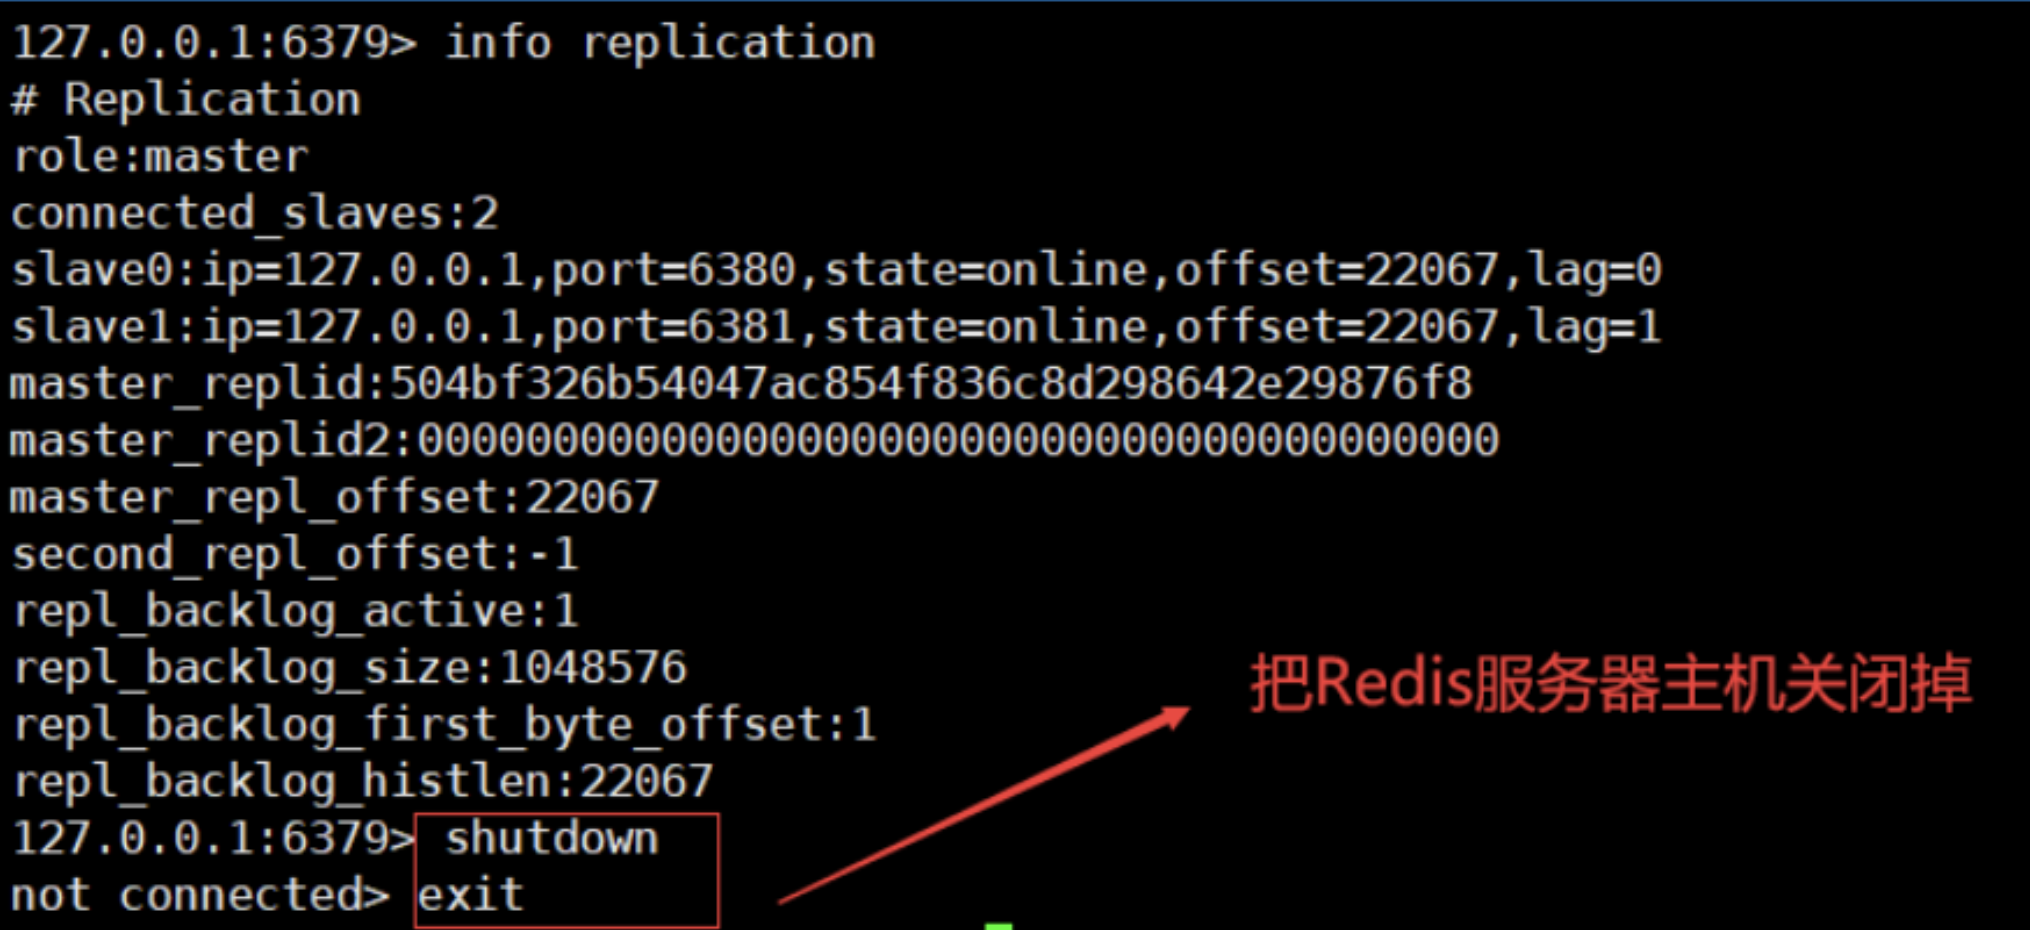 127.0.0.1:6379> info replication
# Replication
role:master
connected_slaves:2
slave0:ip=127.0.0.1,port=6380,state=online,offset=22067,lag=0
slave1:ip=127.0.0.1,port=6381,state=online,offset=22067,lag=1
master_replid:504bf326b54047ac854f836c8d298642e29876f8
master_replid2:0000000000000000000000000000000000000000
master_repl_offset:22067
second_repl_offset:-1
repl_backlog_active:1
repl_backlog_size:1048576
repl_backlog_first_byte_offset:1
repl_backlog_histlen:22067
127.0.0.1:6379> shutdown
not connected> exit
把Redis服务器主机关闭掉